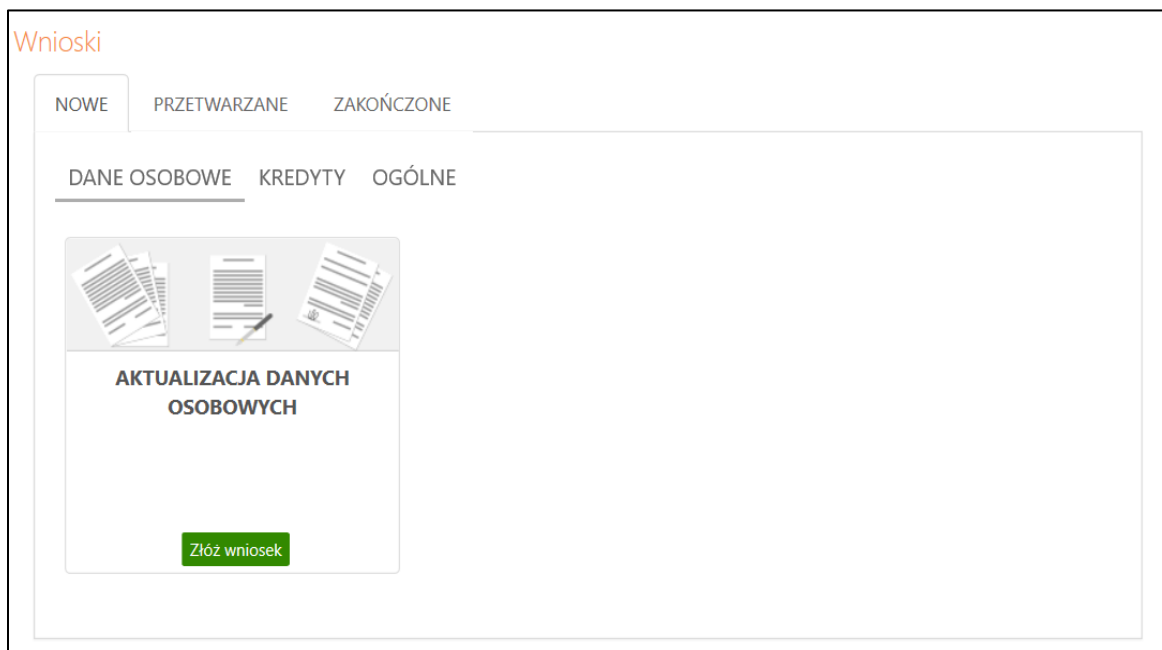 Wnioski
NOWE PRZETWARZANE ZAKOŃCZONE
DANE OSOBOWE KREDYTY OGÓLNE
AKTUALIZACJA DANYCH
OSOBOWYCH
Złóż wniosek